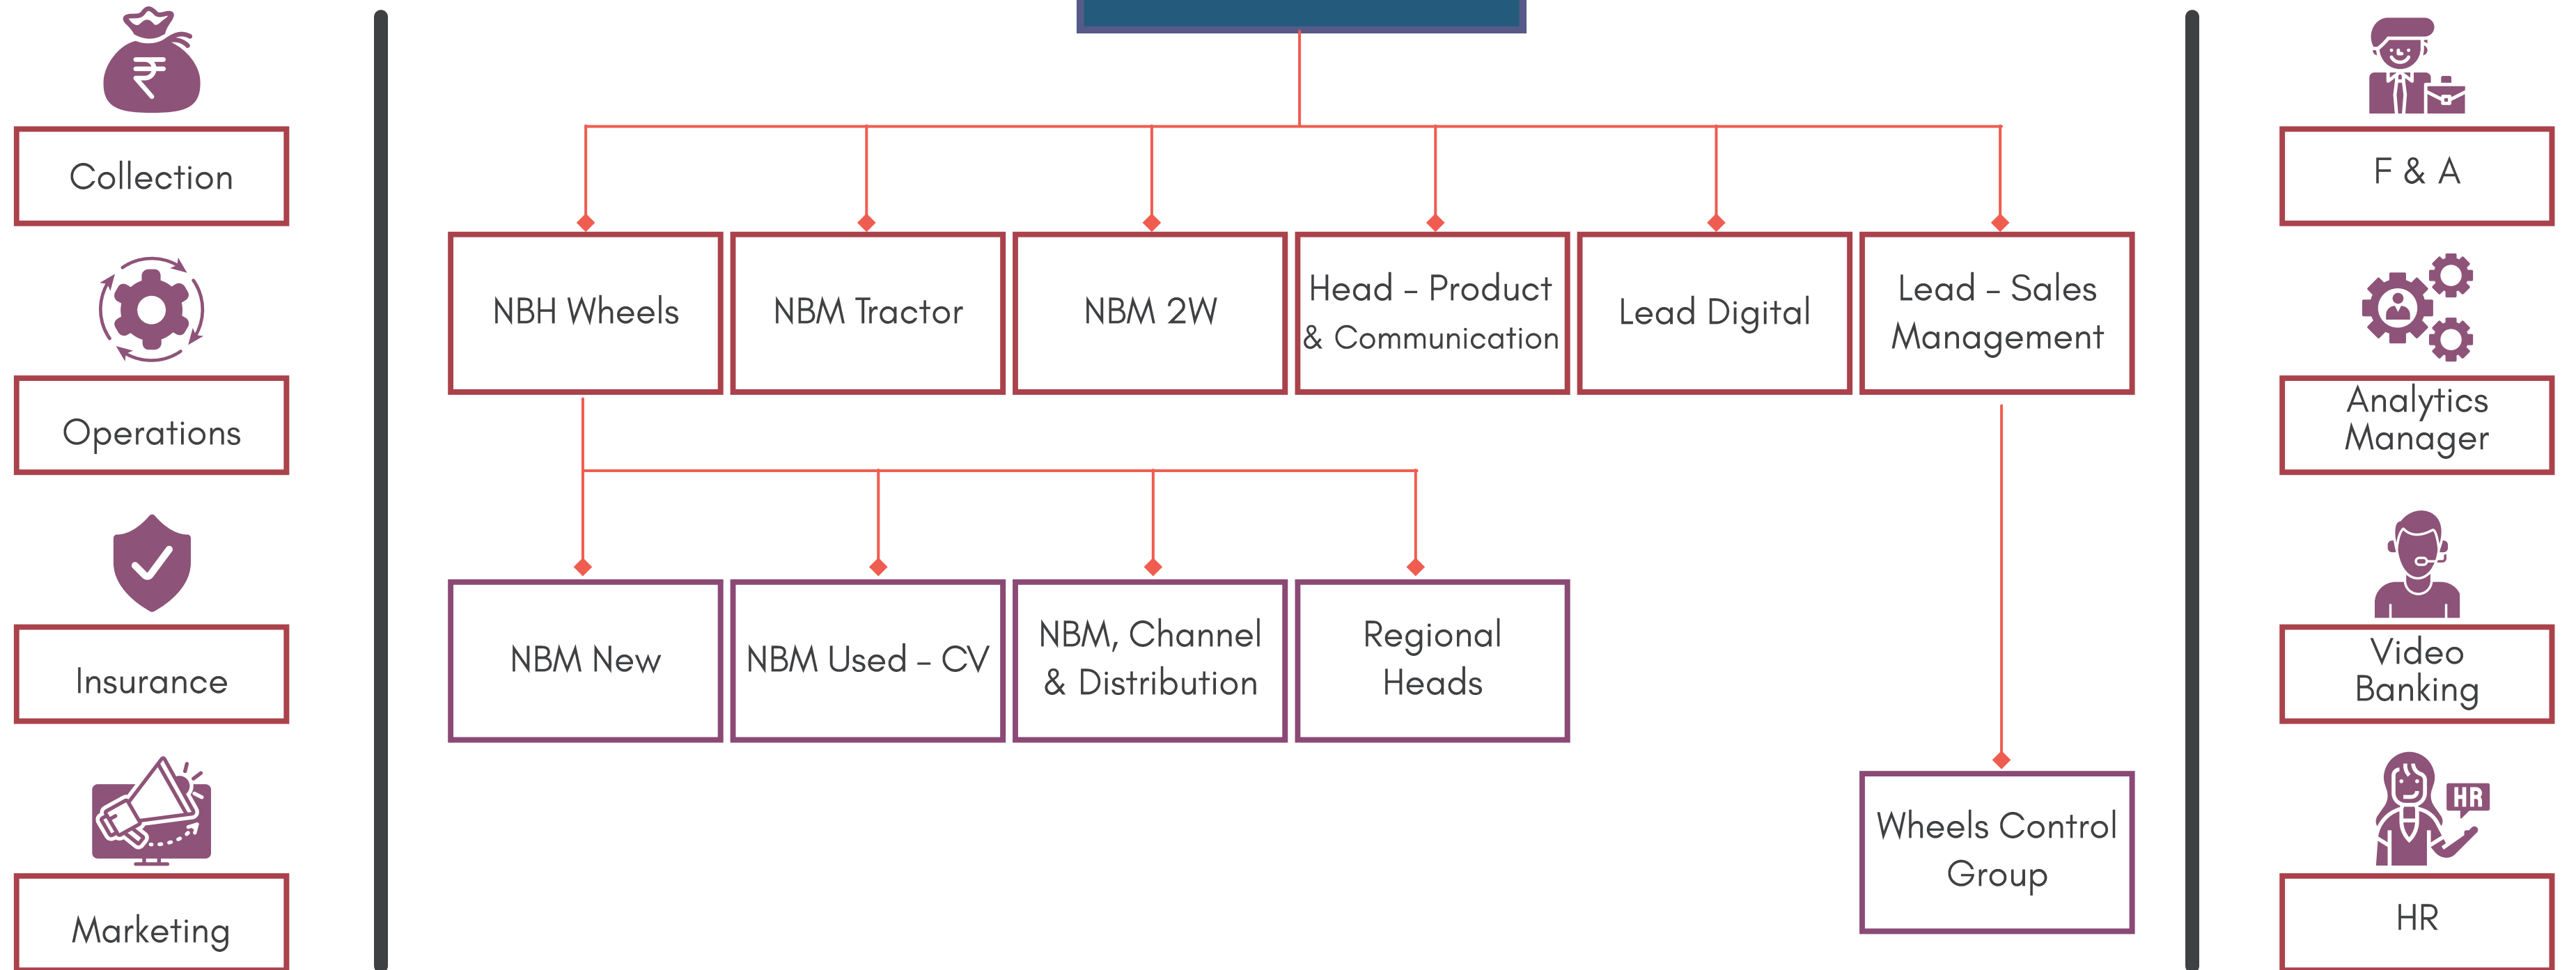 Collection
Operations
Insurance
Marketing
NBH Wheels
NBM Tractor
NBM 2W
Head - Product
& Communication
Lead Digital
Lead - Sales
Management
NBM New
NBM Used - CV
NBM, Channel
& Distribution
Regional
Heads
Wheels Control
Group
F & A
Analytics
Manager
Video
Banking
HR
HR
₹